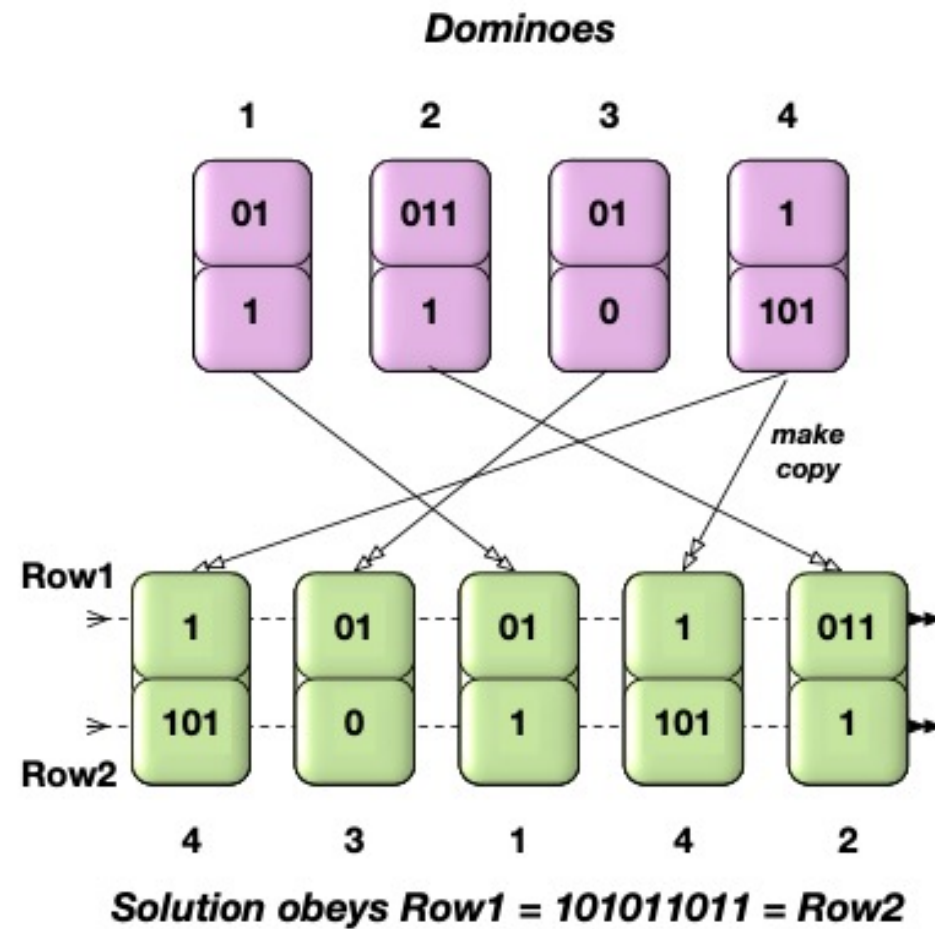 Dominoes
1 2 3 4
01 011 01 1
1 1 0 101
make
copy
Row1
1 01 01 1 011
101 0 1 101 1
Row2
4 3 1 4 2
Solution obeys Row1 = 101011011 = Row2